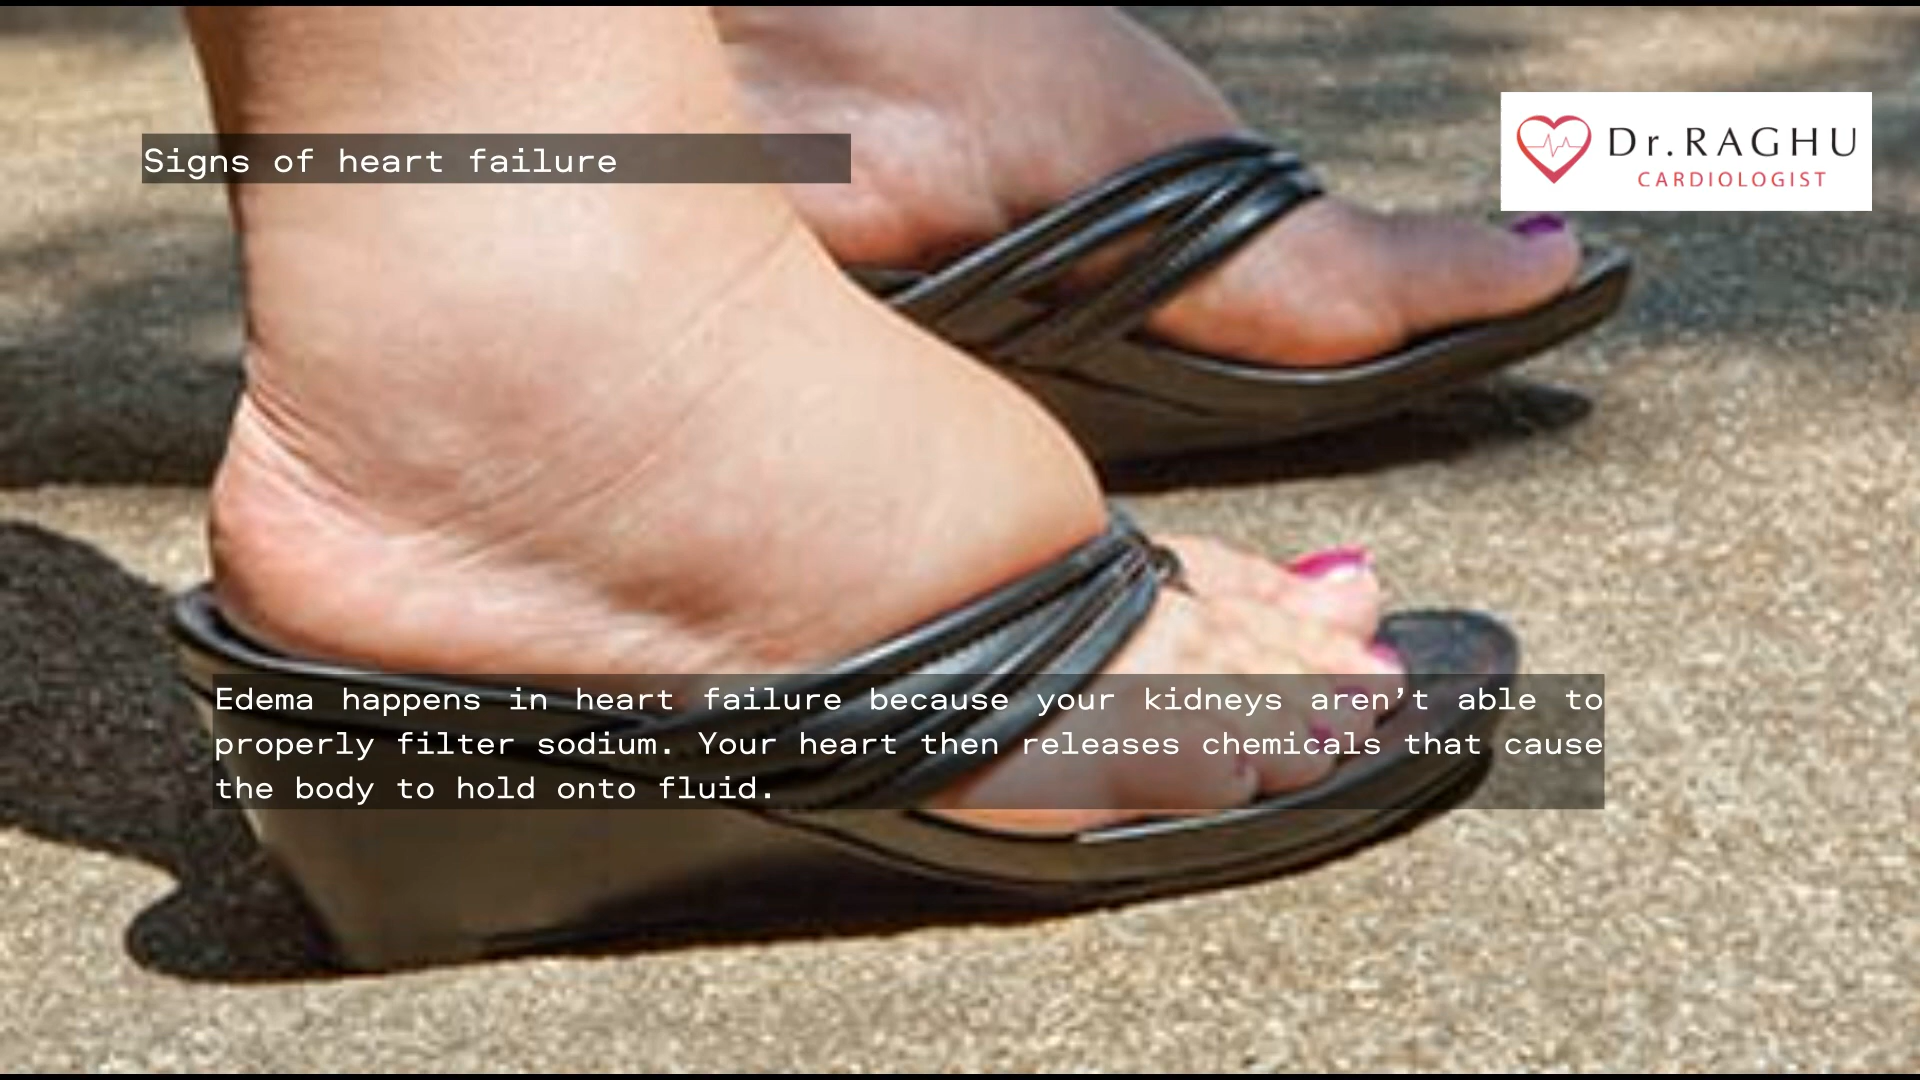 Signs of heart failure
Dr.RAGHU
CARDIOLOGIST
Edema happens in heart failure because your kidneys aren’t able to
properly filter sodium. Your heart then releases chemicals that cause
the body to hold onto fluid.